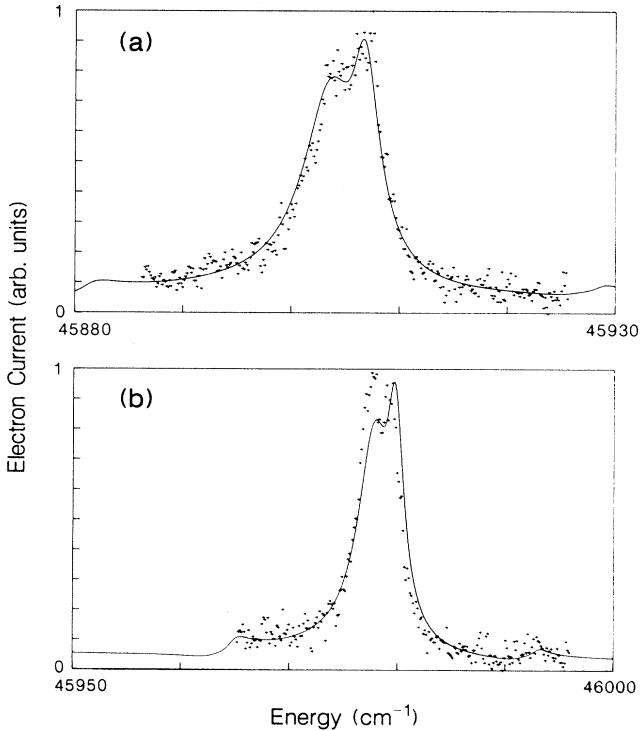 1
(a)
0
45880
45930
Electron Current (arb. units)
1
(b)
0
45950
46000
Energy (cm⁻¹)